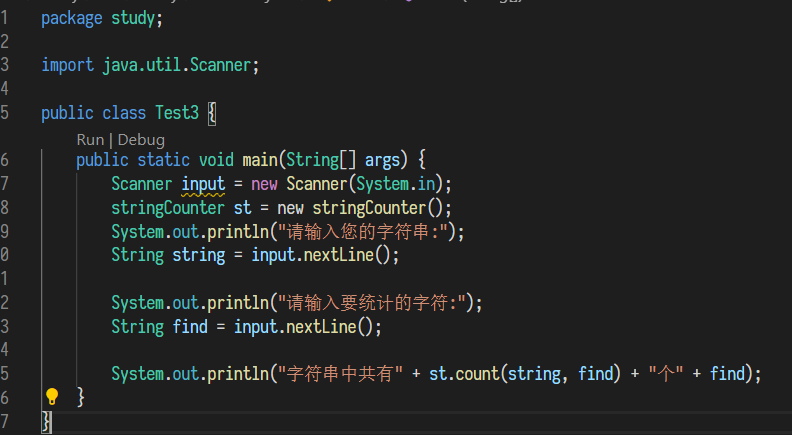 1 package study;
2
3 import java.util.Scanner;
4
5 public class Test3 {
Run | Debug
6 public static void main(String[] args) {
7 Scanner input = new Scanner(System.in);
8 stringCounter st = new stringCounter();
9 System.out.println("请输入您的字符串:");
0 String string = input.nextLine();
1
2 System.out.println("请输入要统计的字符:");
3 String find = input.nextLine();
4
5 System.out.println("字符串中共有" + st.count(string, find) + "个" + find);
6 }
7 }